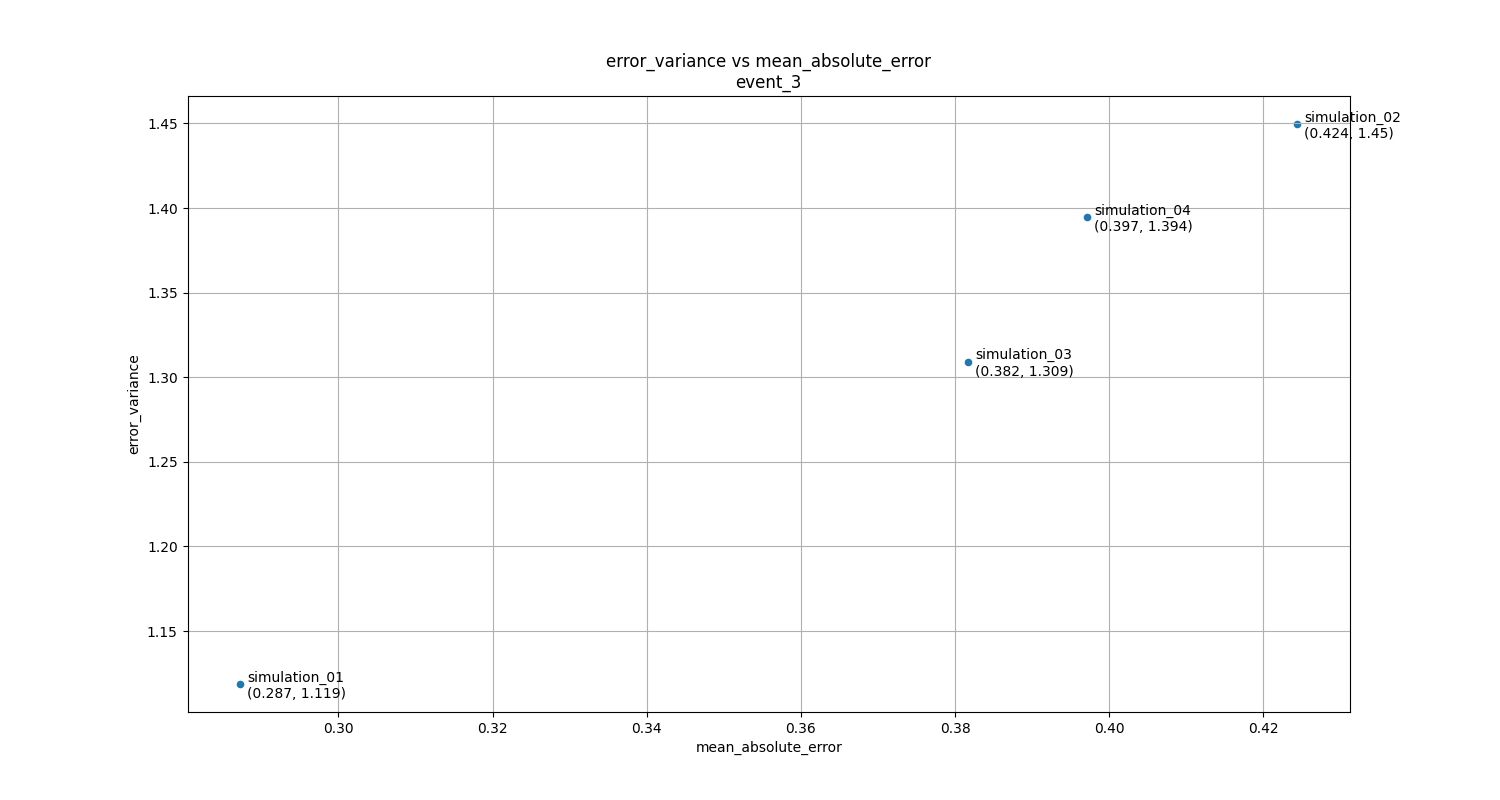 error_variance vs mean_absolute_error
event_3
error_variance
1.45
1.40
1.35
1.30
1.25
1.20
1.15
simulation_02
(0.424, 1.45)
simulation_04
(0.397, 1.394)
simulation_03
(0.382, 1.309)
simulation_01
(0.287, 1.119)
0.30 0.32 0.34 0.36 0.38 0.40 0.42
mean_absolute_error